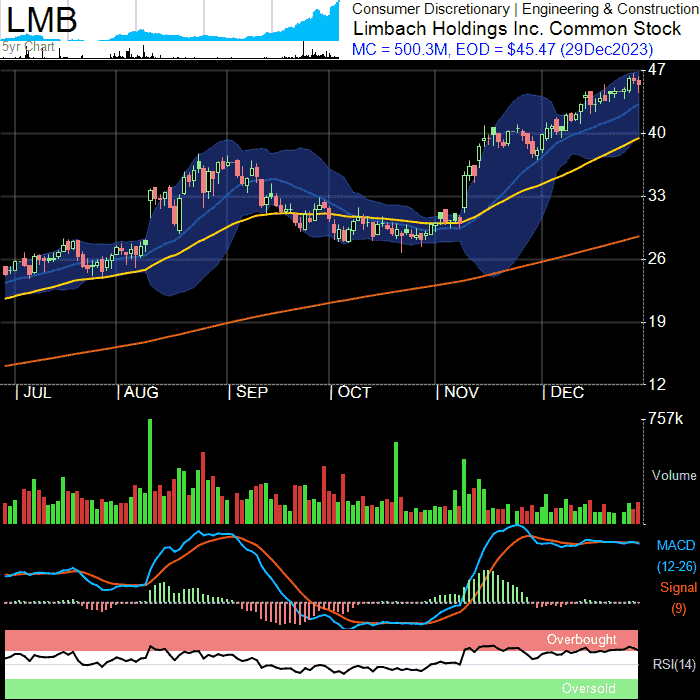 LMB
5yr Chart
Consumer Discretionary | Engineering & Construction
Limbach Holdings Inc. Common Stock
MC = 500.3M, EOD = $45.47 (29Dec2023)
47
40
33
26
19
12
JUL AUG SEP OCT NOV DEC
757k
Volume
MACD
(12-26)
Signal
(9)
Overbought
RSI(14)
Oversold